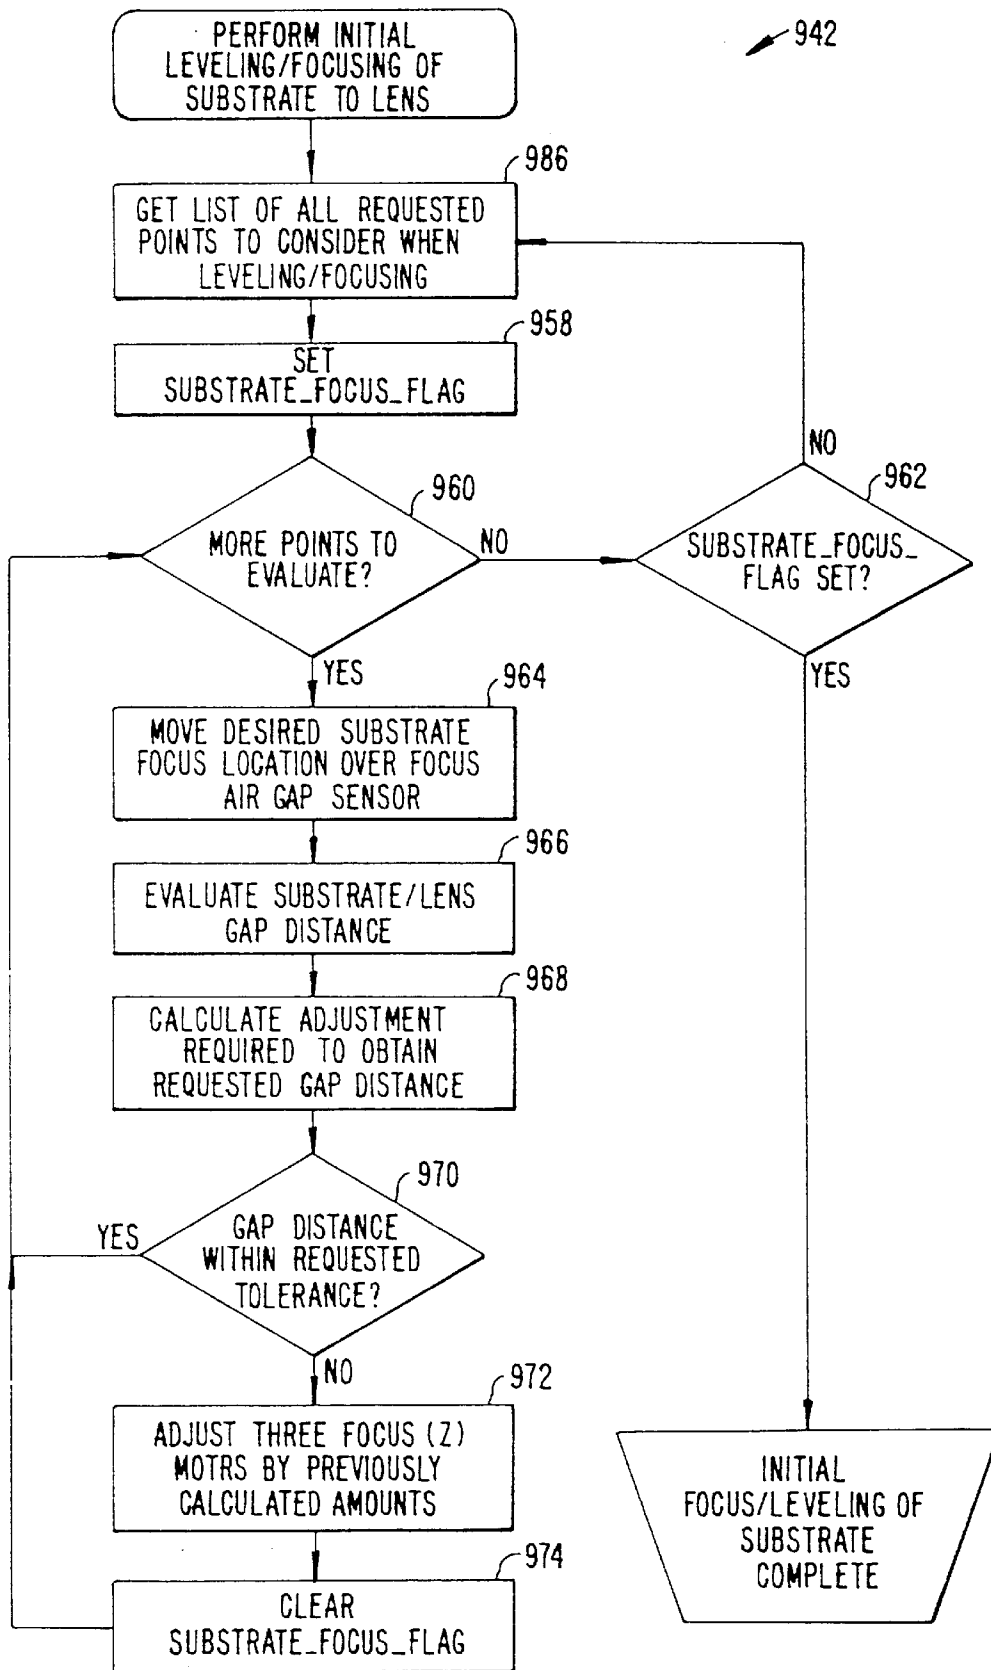 PERFORM INITIAL
LEVELING/FOCUSING OF
SUBSTRATE TO LENS
942
986
GET LIST OF ALL REQUESTED
POINTS TO CONSIDER WHEN
LEVELING/FOCUSING
958
SET
SUBSTRATE_FOCUS_FLAG
960
MORE POINTS TO
EVALUATE?
NO
YES
962
SUBSTRATE_FOCUS_
FLAG SET?
NO
YES
964
MOVE DESIRED SUBSTRATE
FOCUS LOCATION OVER FOCUS
AIR GAP SENSOR
966
EVALUATE SUBSTRATE/LENS
GAP DISTANCE
968
CALCULATE ADJUSTMENT
REQUIRED TO OBTAIN
REQUESTED GAP DISTANCE
970
GAP DISTANCE
WITHIN REQUESTED
TOLERANCE?
YES
NO
972
ADJUST THREE FOCUS (Z)
MOTRS BY PREVIOUSLY
CALCULATED AMOUNTS
974
CLEAR
SUBSTRATE_FOCUS_FLAG
INITIAL
FOCUS/LEVELING OF
SUBSTRATE
COMPLETE